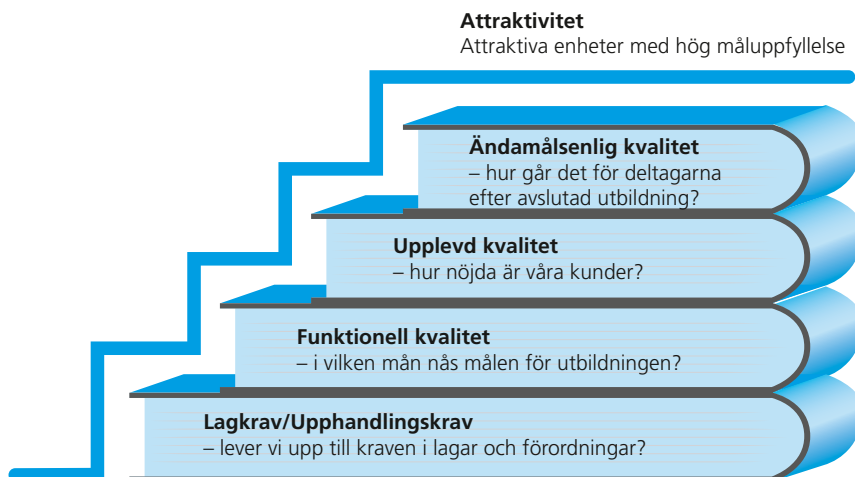 Attraktivitet
Attraktiva enheter med hög måluppfyllelse
Ändamålsenlig kvalitet
– hur går det för deltagarna
efter avslutad utbildning?
Upplevd kvalitet
– hur nöjda är våra kunder?
Funktionell kvalitet
– i vilken mån nås målen för utbildningen?
Lagkrav/Upphandlingskrav
– lever vi upp till kraven i lagar och förordningar?